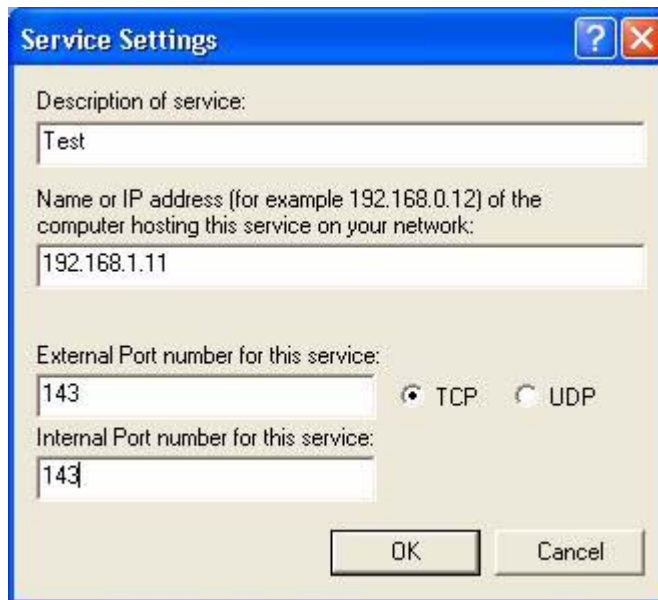 Service Settings
Description of service:
Test
Name or IP address (for example 192.168.0.12) of the
computer hosting this service on your network:
192.168.1.11
External Port number for this service:
143 TCP UDP
Internal Port number for this service:
143
OK Cancel